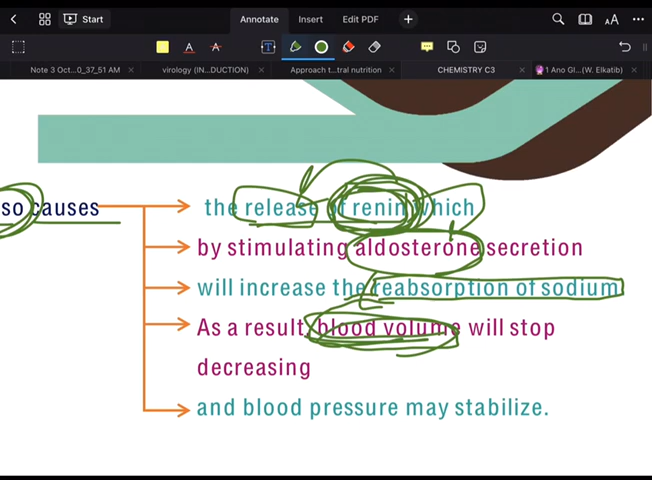 Start
Annotate
Insert
Edit PDF
Note 3 Oct...0_37_51 AM
virology (IN...DUCTION)
Approach t...tral nutrition
CHEMISTRY C3
1 Ano Gl...(W. Elkatib)
so causes
the release of renin which
by stimulating aldosterone secretion
will increase the reabsorption of sodium
As a result, blood volume will stop
decreasing
and blood pressure may stabilize.